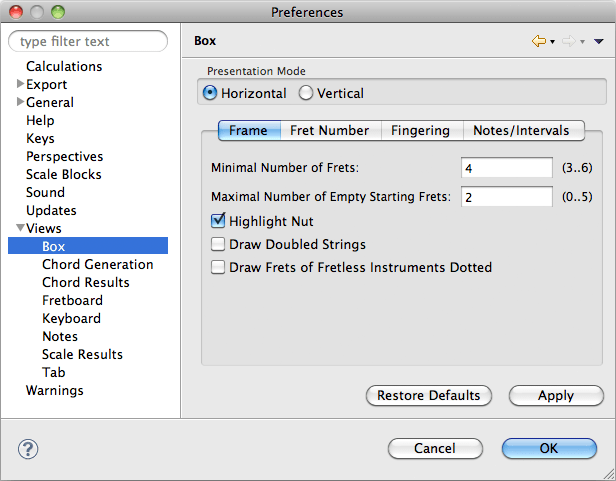 Preferences
type filter text
Calculations
Export
General
Help
Keys
Perspectives
Scale Blocks
Sound
Updates
Views
Box
Chord Generation
Chord Results
Fretboard
Keyboard
Notes
Scale Results
Tab
Warnings
Box
Presentation Mode
Horizontal Vertical
Frame Fret Number Fingering Notes/Intervals
Minimal Number of Frets: 4 (3..6)
Maximal Number of Empty Starting Frets: 2 (0..5)
Highlight Nut
Draw Doubled Strings
Draw Frets of Fretless Instruments Dotted
Restore Defaults Apply
? Cancel OK